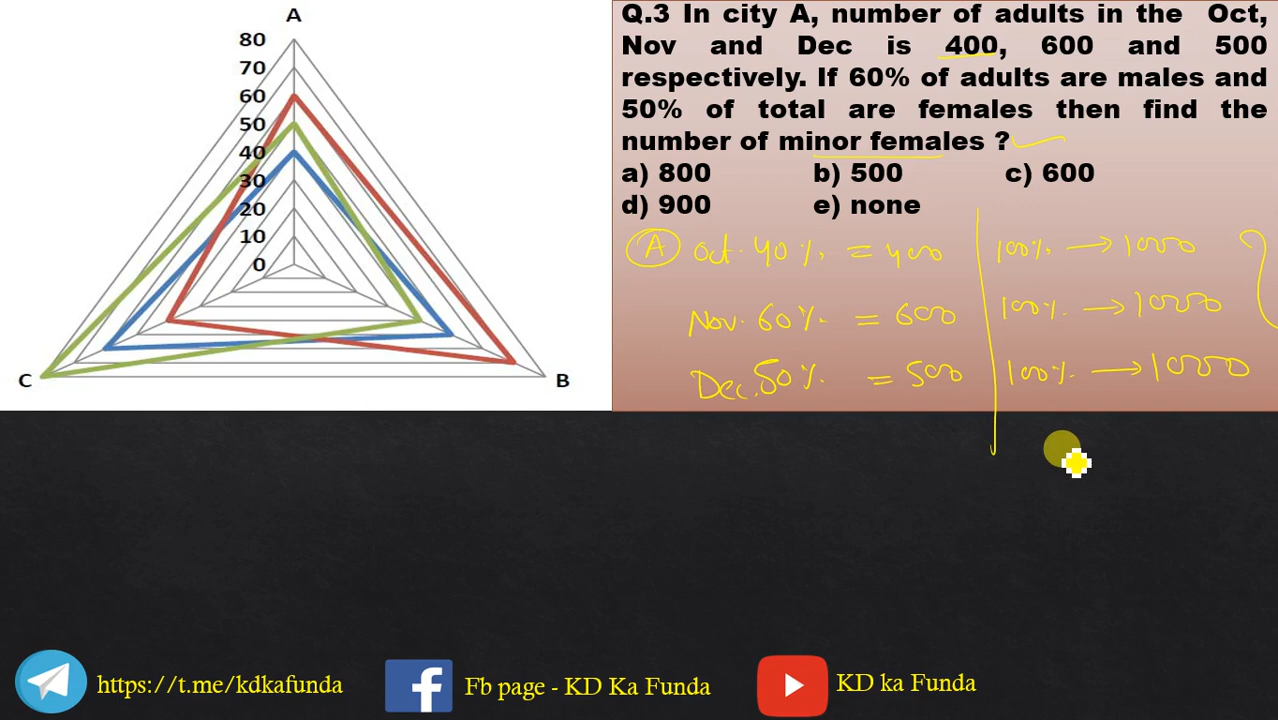 A
80
70
60
50
40
30
20
10
0
C
B
Q.3 In city A, number of adults in the Oct,
Nov and Dec is 400, 600 and 500
respectively. If 60% of adults are males and
50% of total are females then find the
number of minor females ?
a) 800 b) 500 c) 600
d) 900 e) none
A Oct. 40% = 400 100% → 1000
Nov. 60% = 600 100% → 1000
Dec. 50% = 500 100% → 1000
https://t.me/kdkafunda
Fb page - KD Ka Funda
KD ka Funda